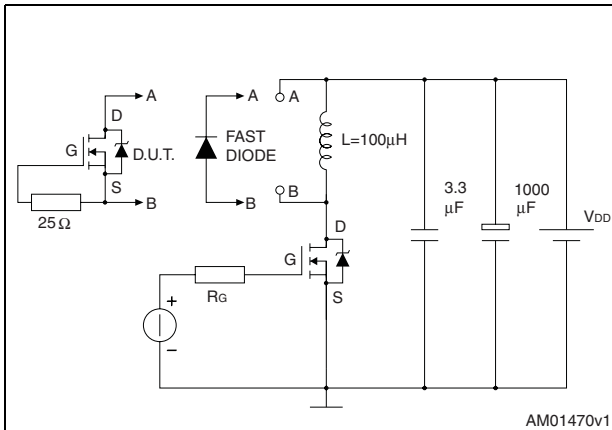 A
A
A
D
G
D.U.T.
FAST
DIODE
L=100μH
S
B
B
B
25 Ω
3.3
μF
1000
μF
VDD
D
G
RG
S
+
−
AM01470v1